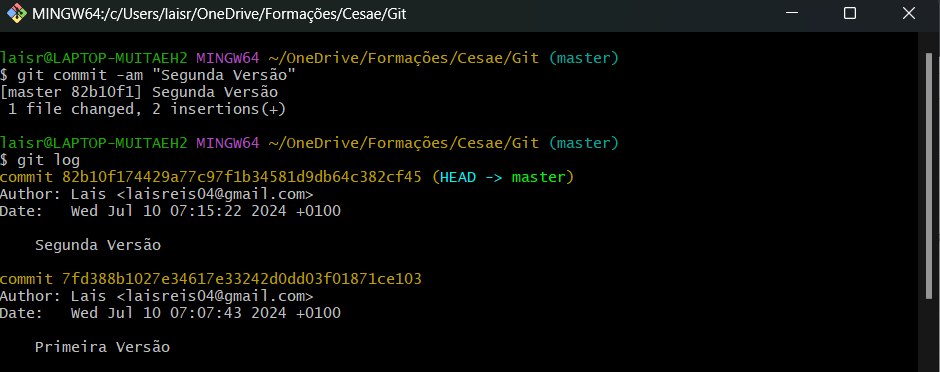 MINGW64:/c/Users/laisr/OneDrive/Formações/Cesae/Git
laisr@LAPTOP-MUITAEH2 MINGW64 ~/OneDrive/Formações/Cesae/Git (master)
$ git commit -am "Segunda Versão"
[master 82b10f1] Segunda Versão
 1 file changed, 2 insertions(+)
laisr@LAPTOP-MUITAEH2 MINGW64 ~/OneDrive/Formações/Cesae/Git (master)
$ git log
commit 82b10f174429a77c97f1b34581d9db64c382cf45 (HEAD -> master)
Author: Lais <laisreis04@gmail.com>
Date:   Wed Jul 10 07:15:22 2024 +0100
    Segunda Versão
commit 7fd388b1027e34617e33242d0dd03f01871ce103
Author: Lais <laisreis04@gmail.com>
Date:   Wed Jul 10 07:07:43 2024 +0100
    Primeira Versão